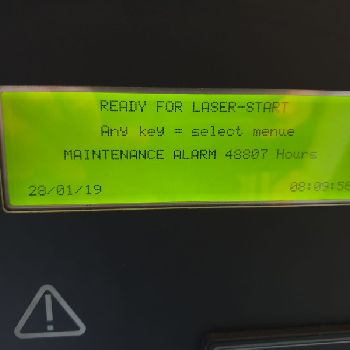 READY FOR LASER-START
Any key = select menue
MAINTENANCE ALARM 48807 Hours
28/01/19 08:09:56